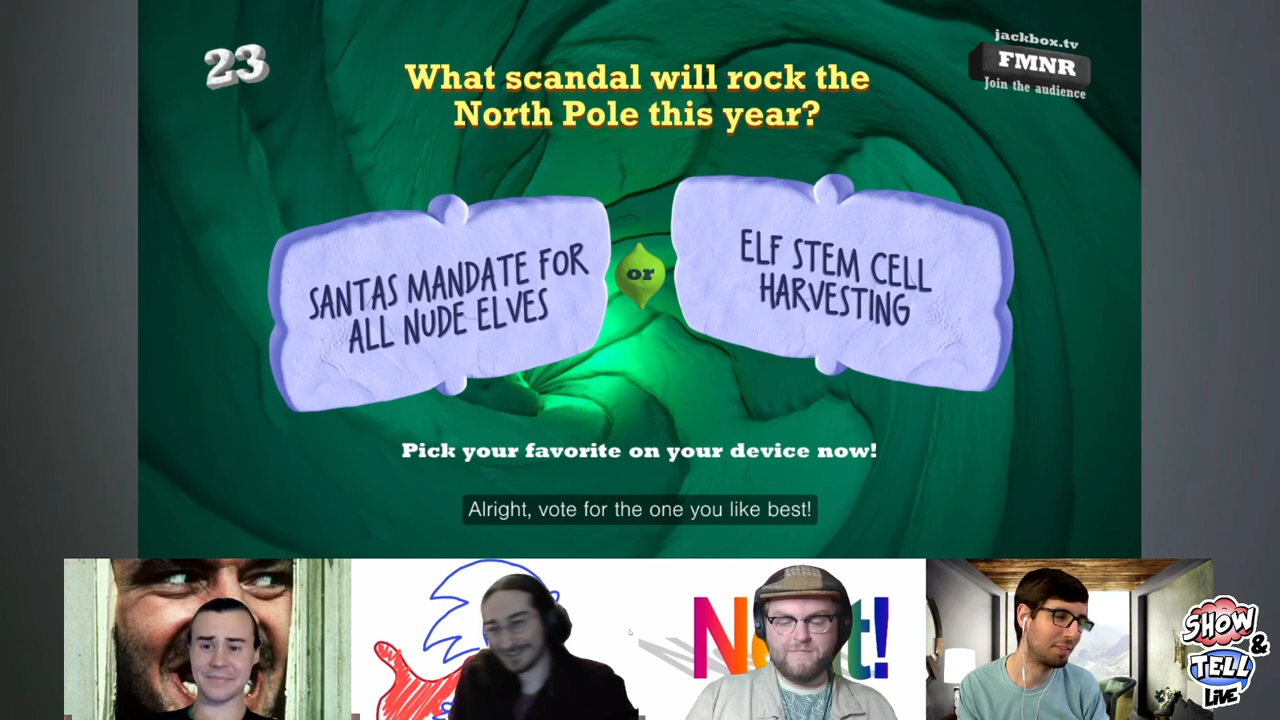 23
jackbox.tv
FMNR
Join the audience
What scandal will rock the
North Pole this year?
SANTAS MANDATE FOR
ALL NUDE ELVES
or
ELF STEM CELL
HARVESTING
Pick your favorite on your device now!
Alright, vote for the one you like best!
SHOW
&
TELL
LIVE